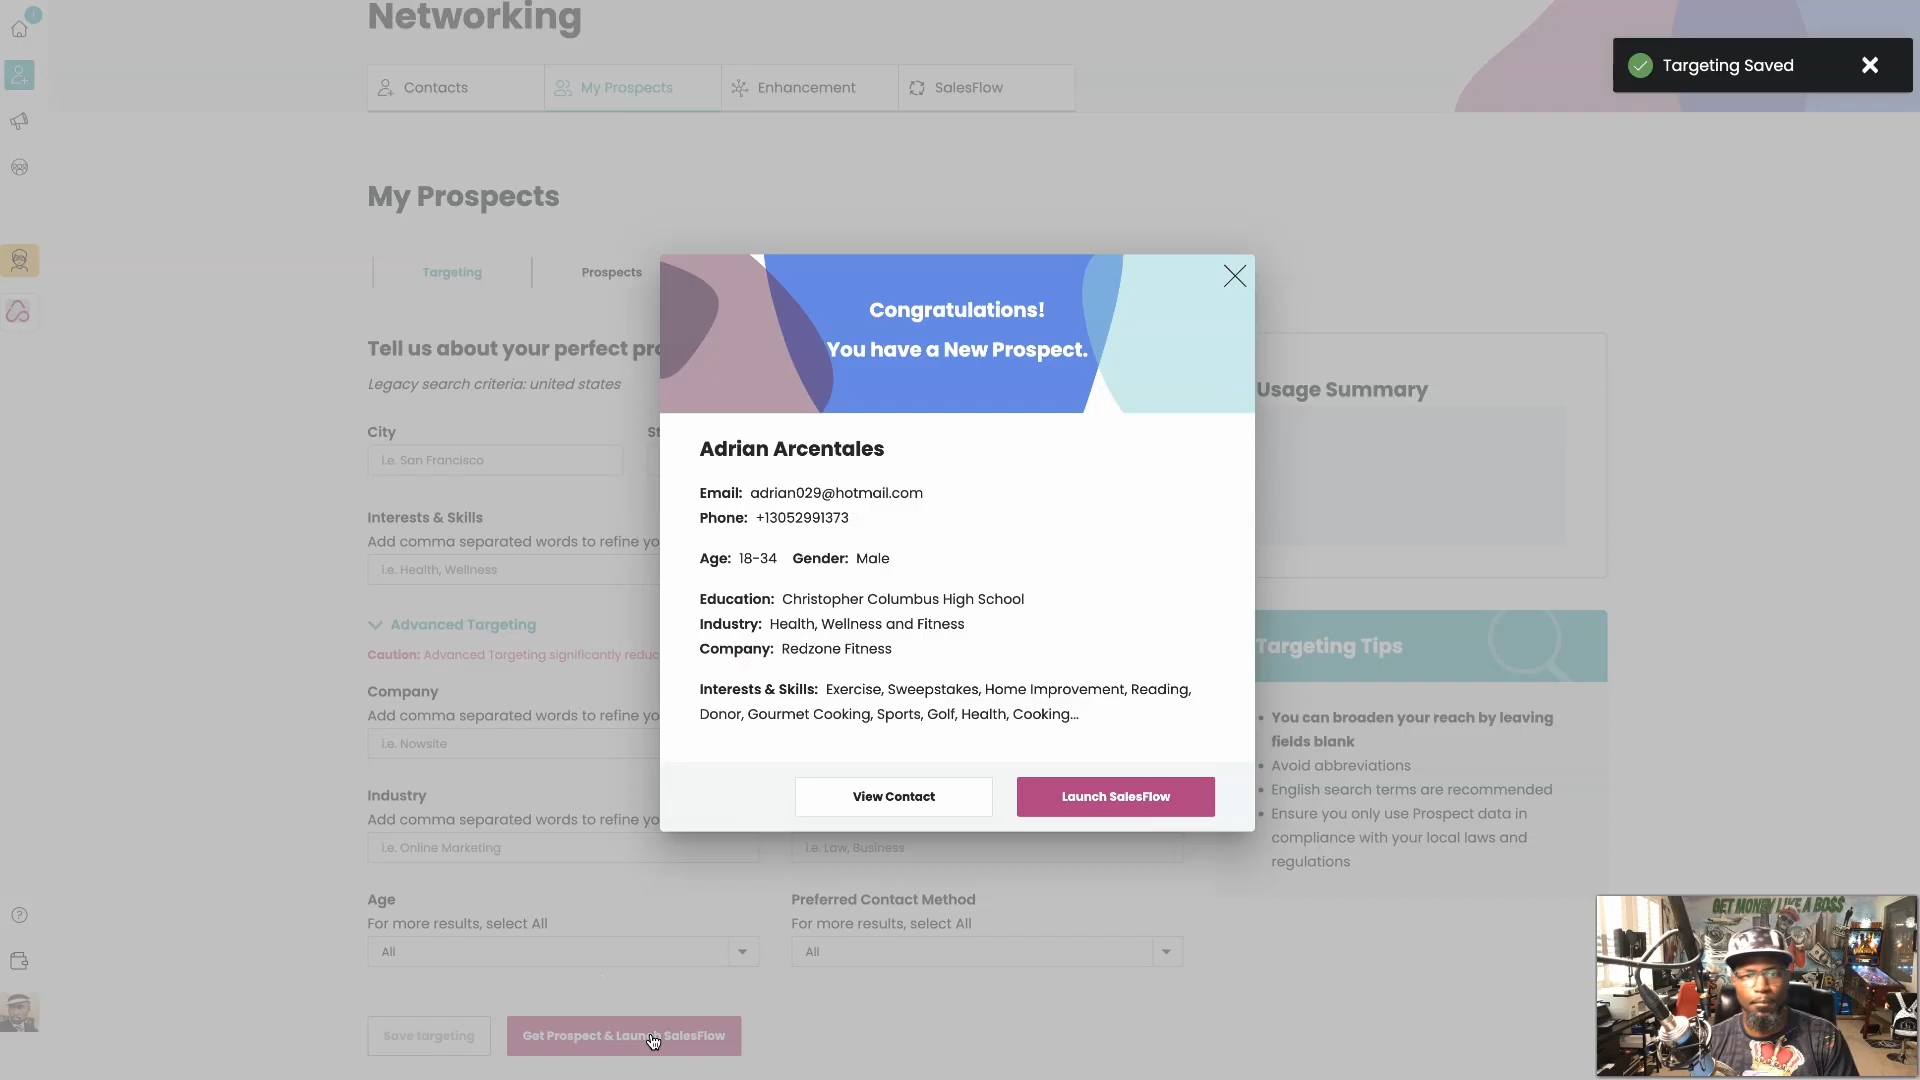 Networking
Targeting Saved
Contacts
My Prospects
Enhancement
SalesFlow
My Prospects
Targeting
Prospects
Congratulations!
You have a New Prospect.
Tell us about your perfect pro
Legacy search criteria: united states
Usage Summary
City
St
i.e. San Francisco
Adrian Arcentales
Email: adrian029@hotmail.com
Phone: +13052991373
Age: 18-34 Gender: Male
Education: Christopher Columbus High School
Industry: Health, Wellness and Fitness
Company: Redzone Fitness
Interests & Skills: Exercise, Sweepstakes, Home Improvement, Reading,
Donor, Gourmet Cooking, Sports, Golf, Health, Cooking...
View Contact
Launch SalesFlow
Interests & Skills
Add comma separated words to refine yo
i.e. Health, Wellness
Advanced Targeting
Caution: Advanced Targeting significantly reduc
Company
Add comma separated words to refine yo
i.e. Nowsite
Industry
Add comma separated words to refine yo
i.e. Online Marketing
i.e. Law, Business
Targeting Tips
You can broaden your reach by leaving
fields blank
Avoid abbreviations
English search terms are recommended
Ensure you only use Prospect data in
compliance with your local laws and
regulations
Age
For more results, select All
All
Preferred Contact Method
For more results, select All
All
Save targeting
Get Prospect & Launch SalesFlow
GET MONEY LIKE A BOSS